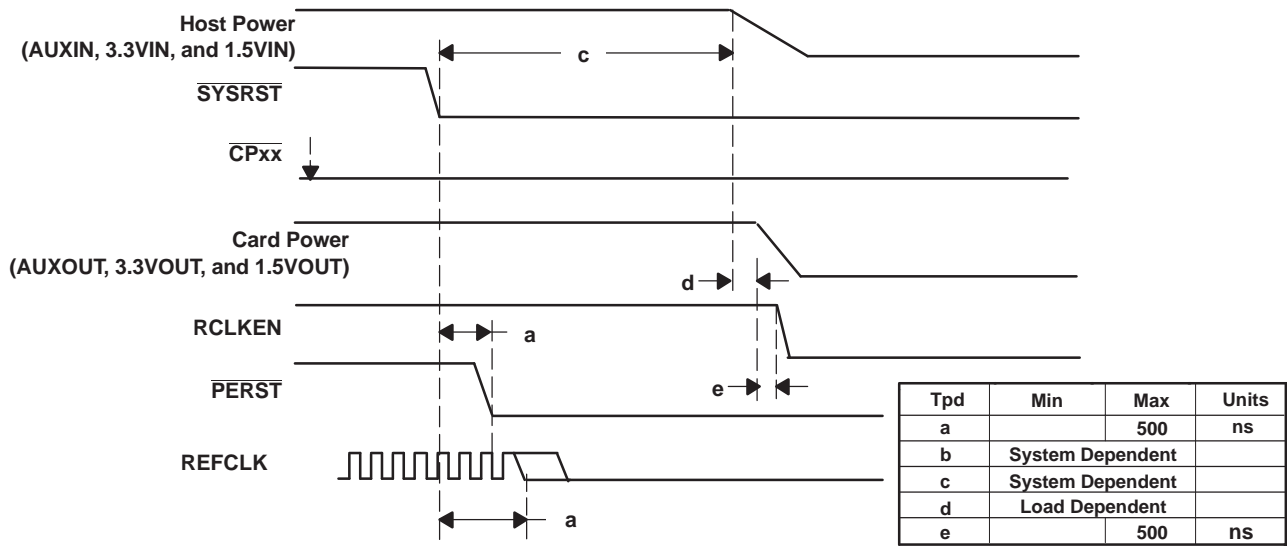 Host Power
(AUXIN, 3.3VIN, and 1.5VIN)
c
SYSRST
CPxx
Card Power
(AUXOUT, 3.3VOUT, and 1.5VOUT)
d
RCLKEN
a
PERST
e
REFCLK
a
Tpd Min Max Units
a 500 ns
b System Dependent
c System Dependent
d Load Dependent
e 500 ns